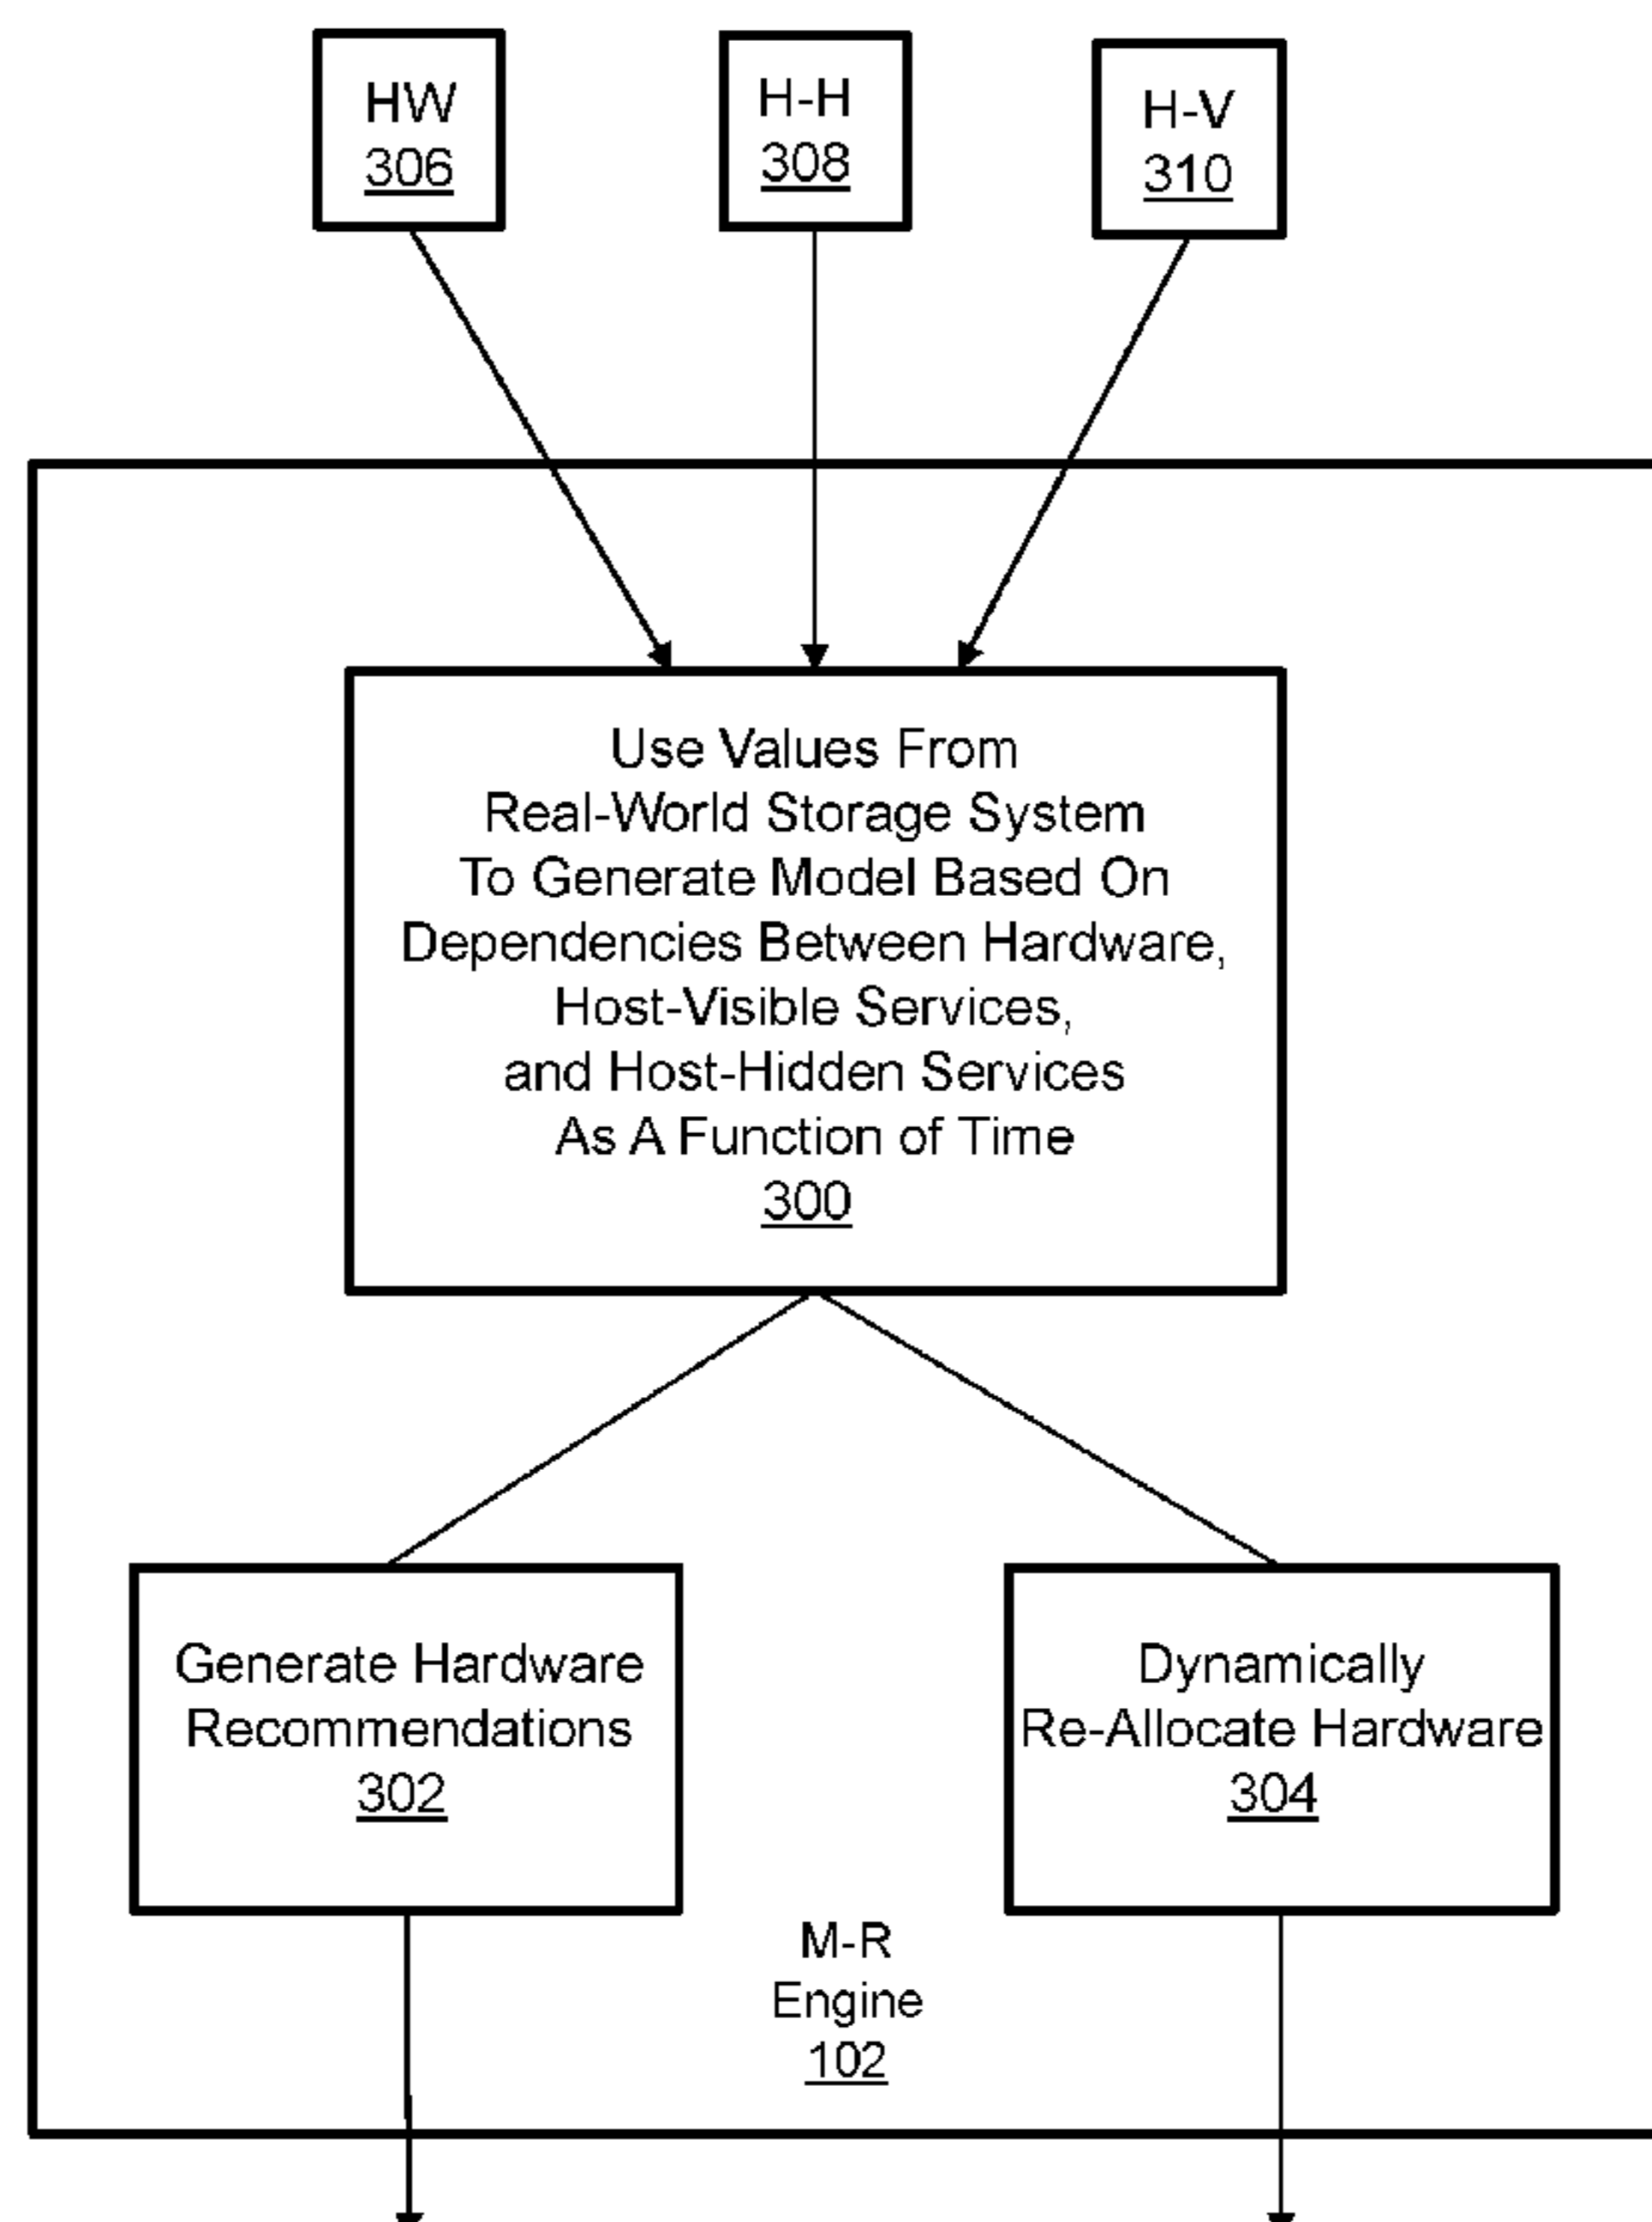 HW
306
H-H
308
H-V
310
Use Values From
Real-World Storage System
To Generate Model Based On
Dependencies Between Hardware,
Host-Visible Services,
and Host-Hidden Services
As A Function of Time
300
Generate Hardware
Recommendations
302
Dynamically
Re-Allocate Hardware
304
M-R
Engine
102